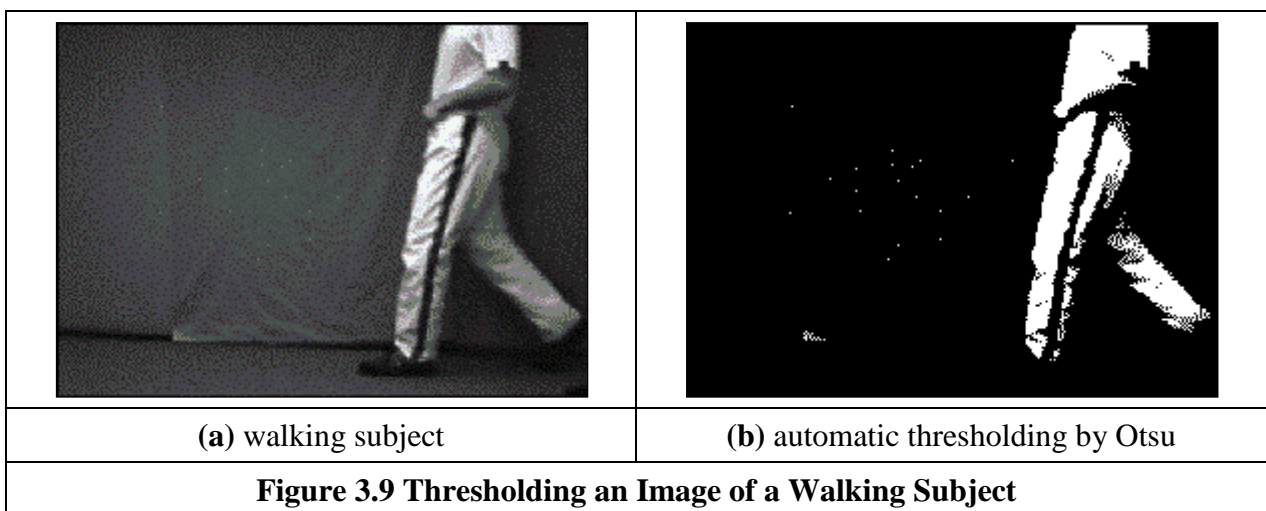 (a) walking subject
(b) automatic thresholding by Otsu
Figure 3.9 Thresholding an Image of a Walking Subject